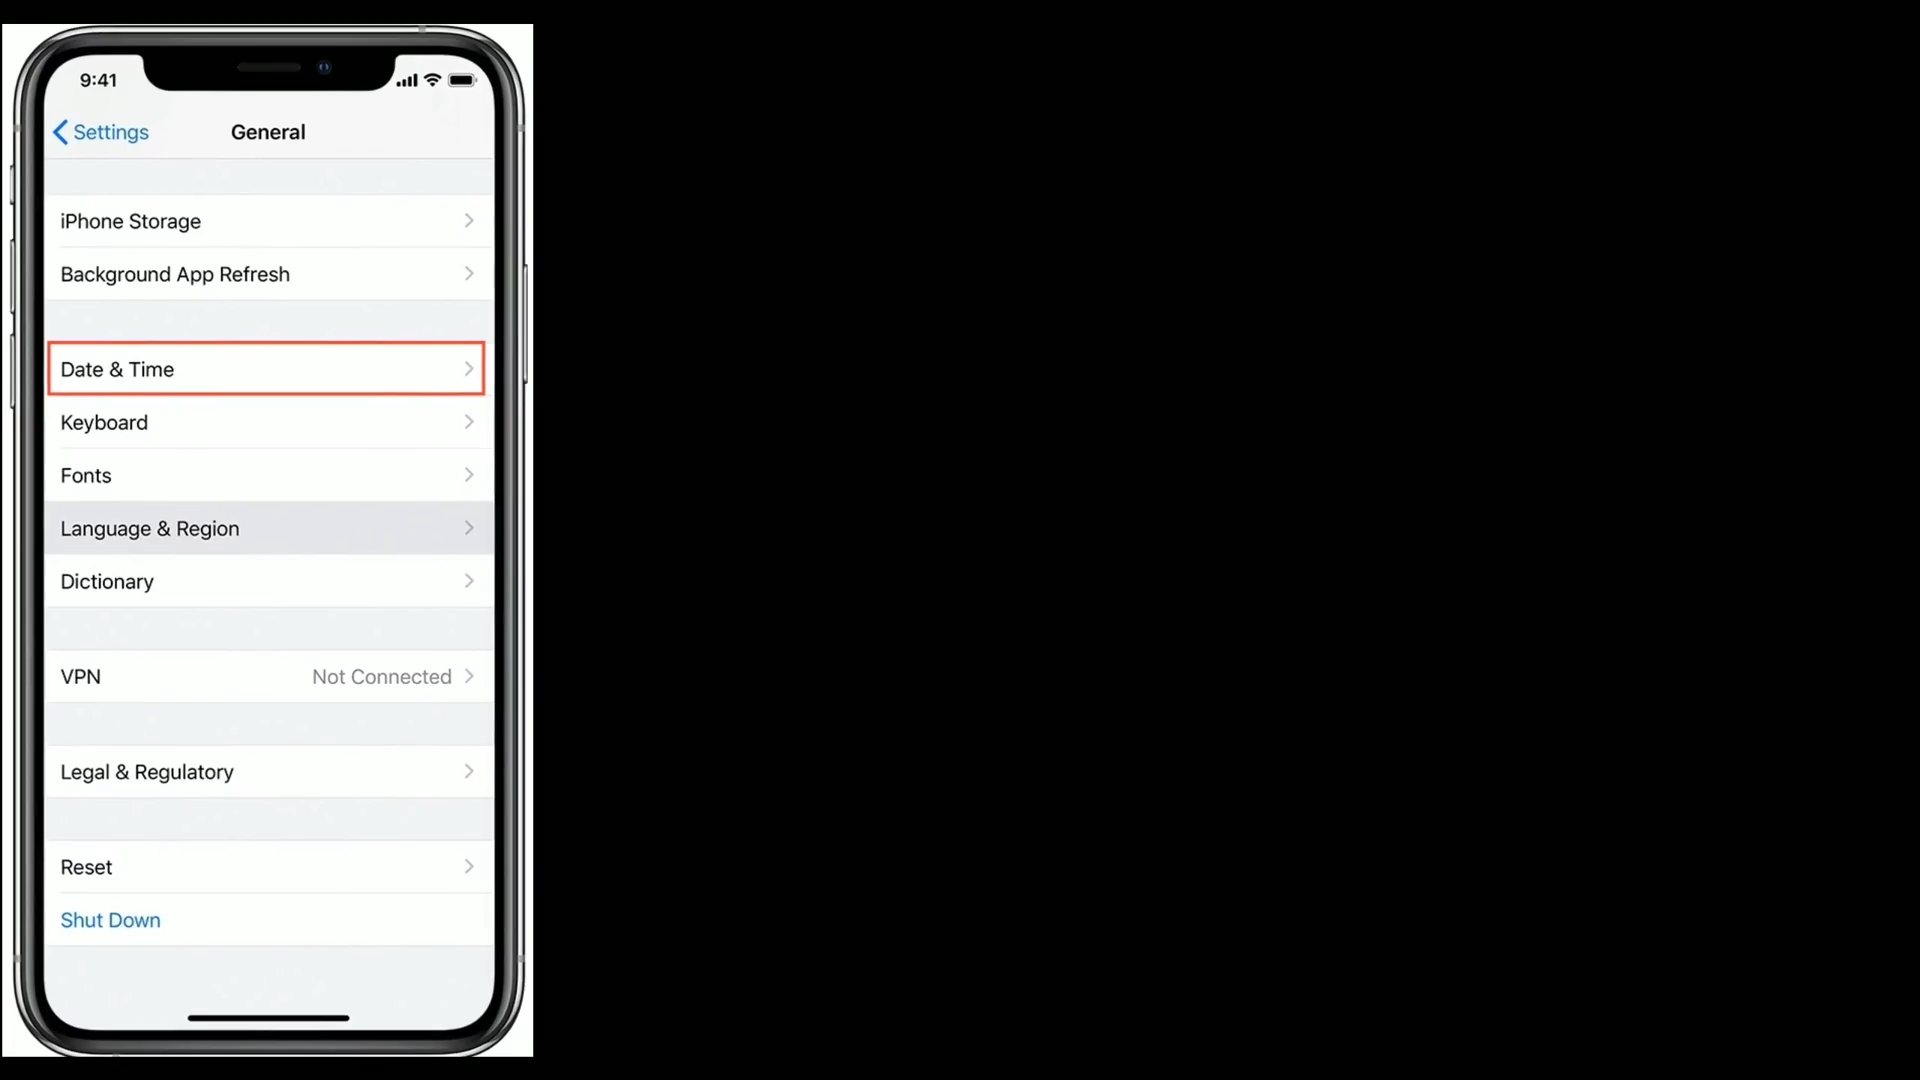 9:41
Settings
General
iPhone Storage
Background App Refresh
Date & Time
Keyboard
Fonts
Language & Region
Dictionary
VPN Not Connected
Legal & Regulatory
Reset
Shut Down